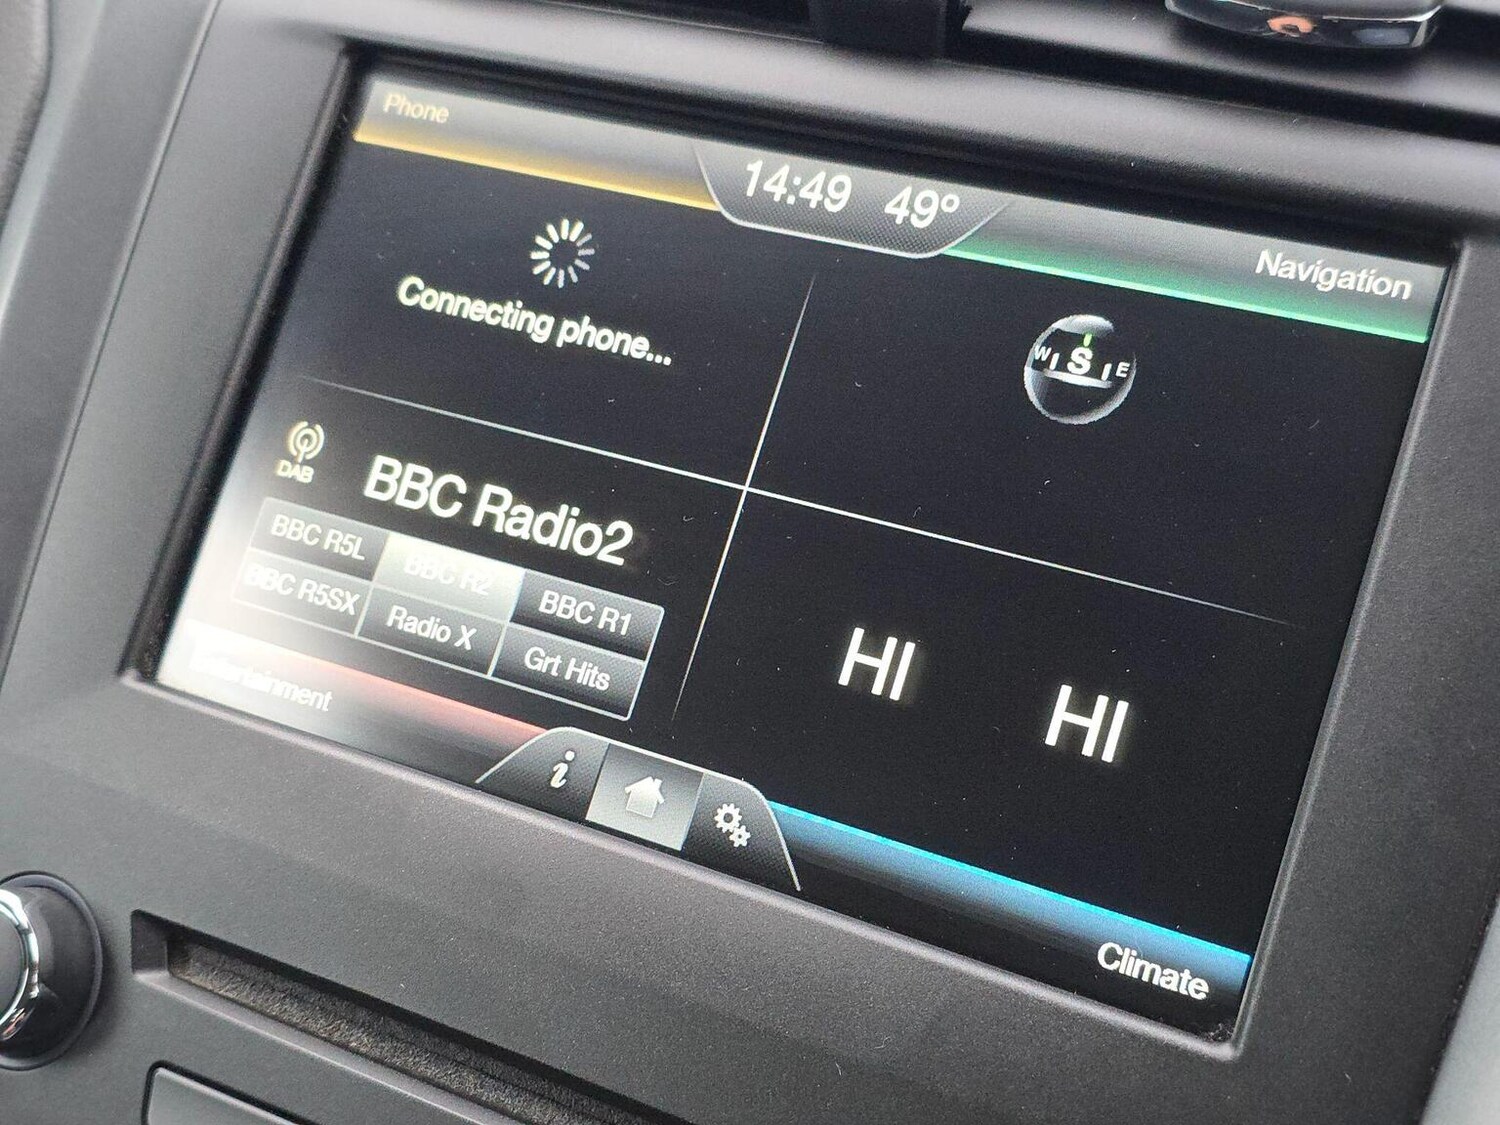 Phone
14:49 49°
Navigation
Connecting phone...
W S E
DAB
BBC Radio2
BBC R5L BBC R2 BBC R1
BBC R5SX Radio X Grt Hits
Entertainment
i
HI HI
Climate